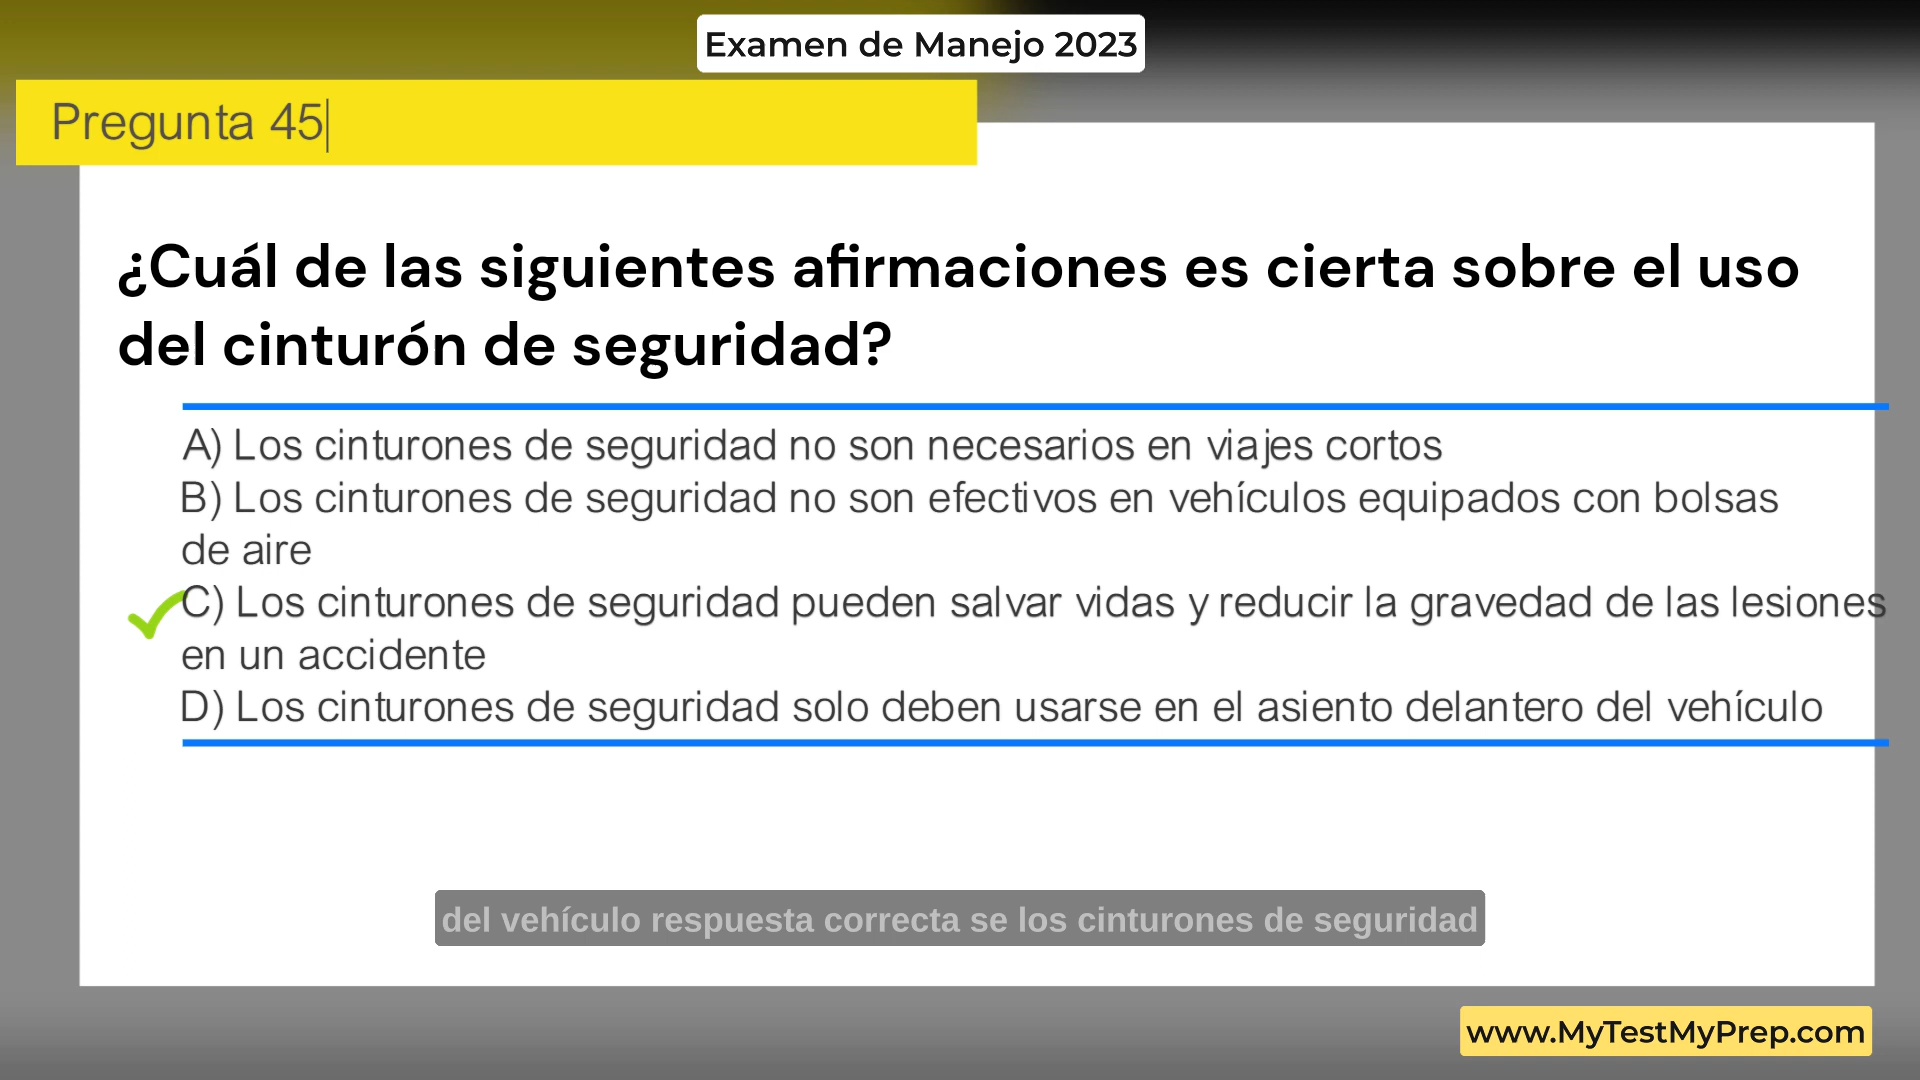 Examen de Manejo 2023
Pregunta 45
¿Cuál de las siguientes afirmaciones es cierta sobre el uso
del cinturón de seguridad?
A) Los cinturones de seguridad no son necesarios en viajes cortos
B) Los cinturones de seguridad no son efectivos en vehículos equipados con bolsas
de aire
C) Los cinturones de seguridad pueden salvar vidas y reducir la gravedad de las lesiones
en un accidente
D) Los cinturones de seguridad solo deben usarse en el asiento delantero del vehículo
del vehículo respuesta correcta se los cinturones de seguridad
www.MyTestMyPrep.com